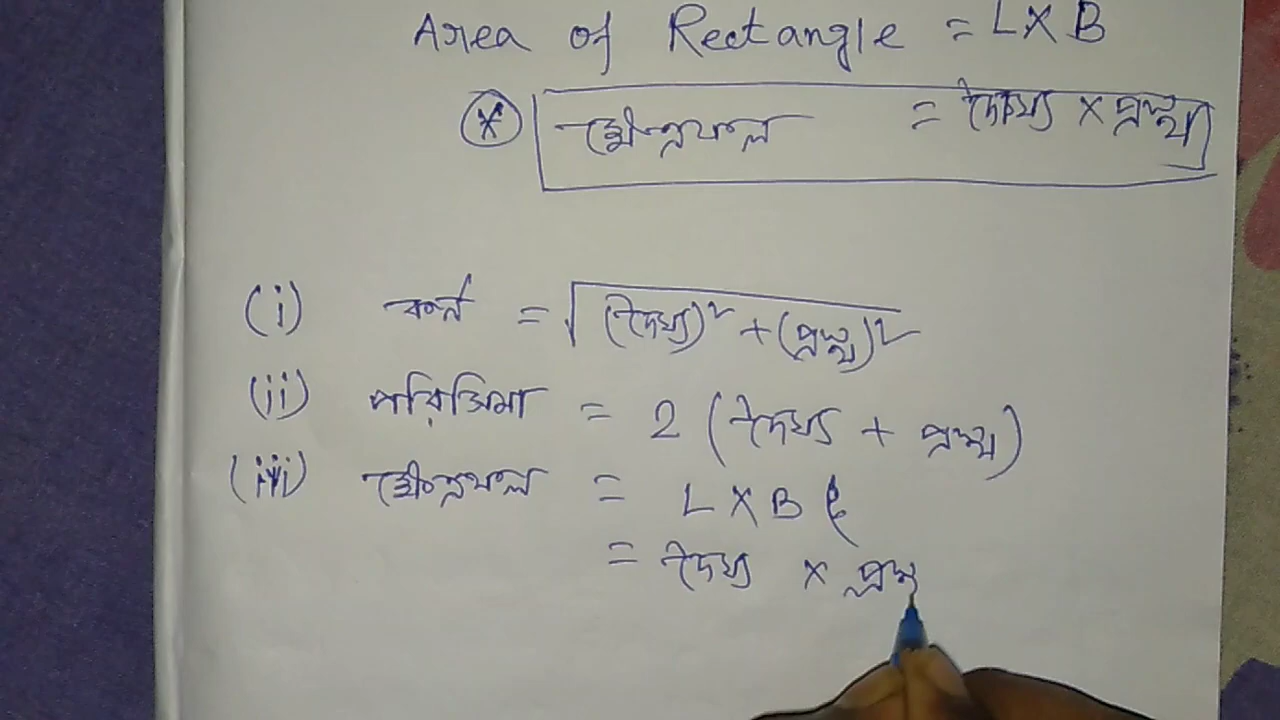 Area of Rectangle = L X B
* ক্ষেত্রফল = দৈর্ঘ্য X প্রস্থ
(i) কর্ন = √(দৈর্ঘ্য)² + (প্রস্থ)²
(ii) পরিসিমা = 2 (দৈর্ঘ্য + প্রস্থ)
(iii) ক্ষেত্রফল = L X B
= দৈর্ঘ্য X প্রস্থ